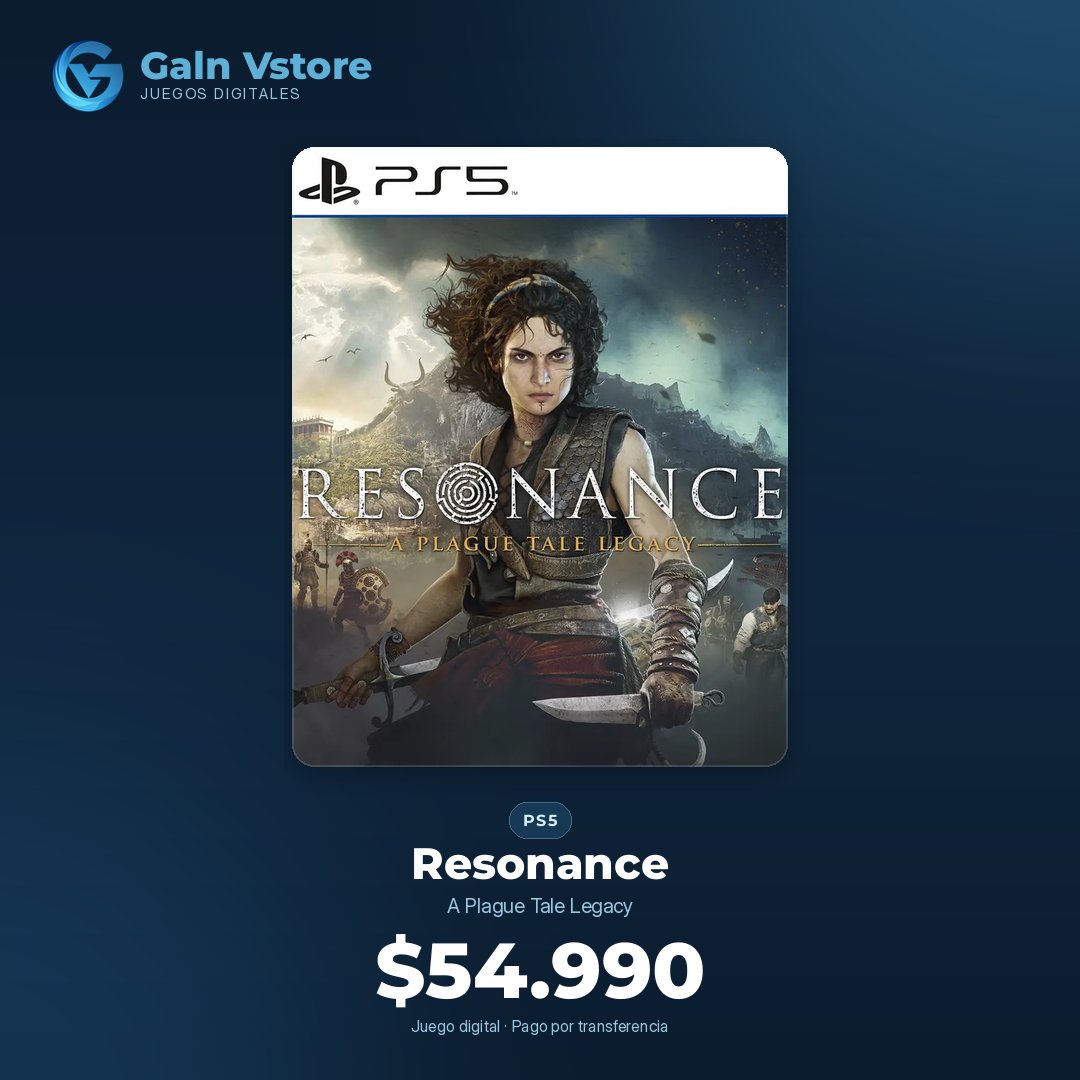 GaIn Vstore
JUEGOS DIGITALES
PS5
RESONANCE
A PLAGUE TALE LEGACY
PS5
Resonance
A Plague Tale Legacy
$54.990
Juego digital · Pago por transferencia